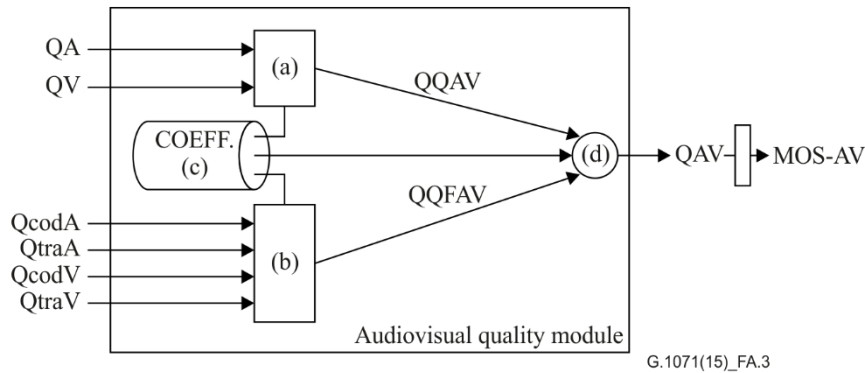 QA
QV
(a)
QQAV
COEFF.
(c)
(d)
QAV
MOS-AV
QQFAV
QcodA
QtraA
QcodV
QtraV
(b)
Audiovisual quality module
G.1071(15)_FA.3